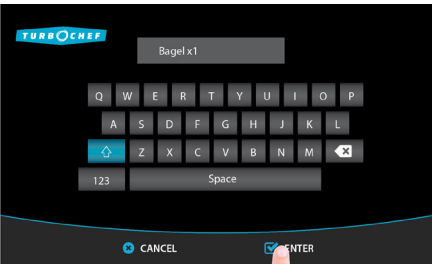 TURBOCHEF
Bagel x1
Q W E R T Y U I O P
A S D F G H J K L
Z X C V B N M
123 Space
CANCEL ENTER